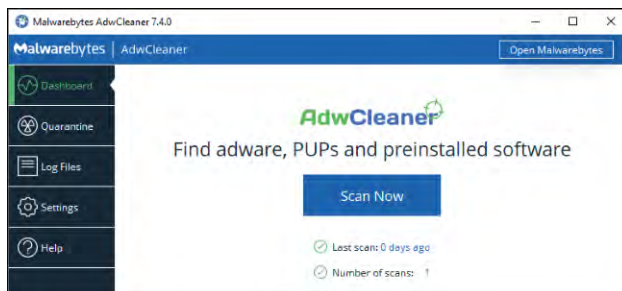 Malwarebytes AdwCleaner 7.4.0
Malwarebytes | AdwCleaner
Open Malwarebytes
Dashboard
AdwCleaner
Quarantine
Find adware, PUPs and preinstalled software
Log Files
Scan Now
Settings
Last scan: 0 days ago
Help
Number of scans: 1